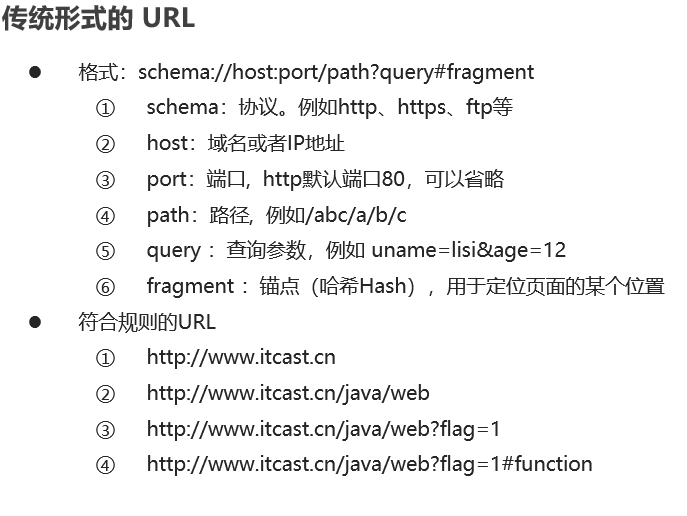 传统形式的 URL
● 格式：schema://host:port/path?query#fragment
① schema：协议。例如http、https、ftp等
② host：域名或者IP地址
③ port：端口，http默认端口80，可以省略
④ path：路径，例如/abc/a/b/c
⑤ query ：查询参数，例如 uname=lisi&age=12
⑥ fragment ：锚点（哈希Hash），用于定位页面的某个位置
● 符合规则的URL
① http://www.itcast.cn
② http://www.itcast.cn/java/web
③ http://www.itcast.cn/java/web?flag=1
④ http://www.itcast.cn/java/web?flag=1#function